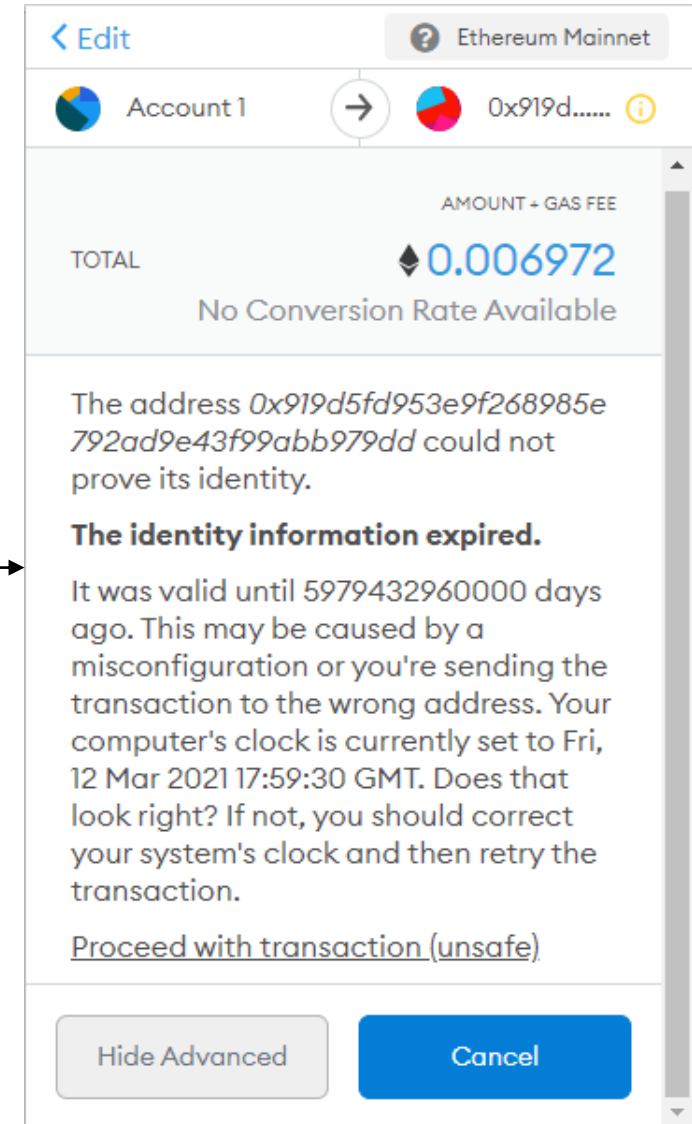 Edit
Ethereum Mainnet
Account 1
0x919d......
AMOUNT + GAS FEE
TOTAL
0.006972
No Conversion Rate Available
The address 0x919d5fd953e9f268985e
792ad9e43f99abb979dd could not
prove its identity.
The identity information expired.
It was valid until 5979432960000 days
ago. This may be caused by a
misconfiguration or you're sending the
transaction to the wrong address. Your
computer's clock is currently set to Fri,
12 Mar 2021 17:59:30 GMT. Does that
look right? If not, you should correct
your system's clock and then retry the
transaction.
Proceed with transaction (unsafe)
Hide Advanced
Cancel